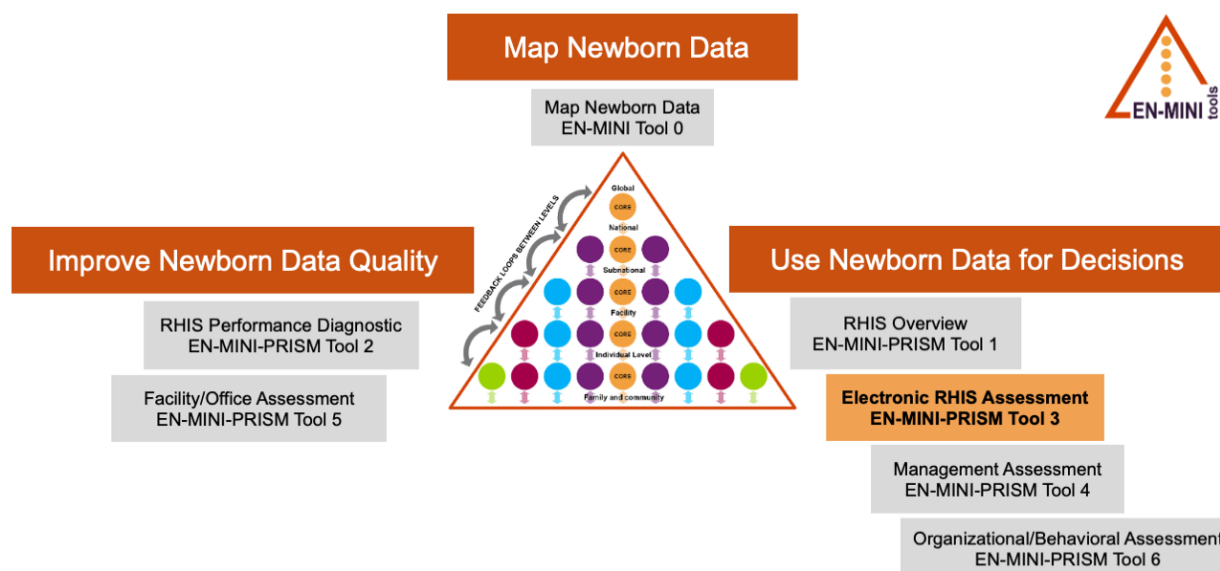 Map Newborn Data
Map Newborn Data
EN-MINI Tool 0
EN-MINI
tools
FEEDBACK LOOPS BETWEEN LEVELS
Global
CORE
National
CORE
Subnational
CORE
Facility
CORE
Individual Level
CORE
Family and community
Improve Newborn Data Quality
RHIS Performance Diagnostic
EN-MINI-PRISM Tool 2
Facility/Office Assessment
EN-MINI-PRISM Tool 5
Use Newborn Data for Decisions
RHIS Overview
EN-MINI-PRISM Tool 1
Electronic RHIS Assessment
EN-MINI-PRISM Tool 3
Management Assessment
EN-MINI-PRISM Tool 4
Organizational/Behavioral Assessment
EN-MINI-PRISM Tool 6